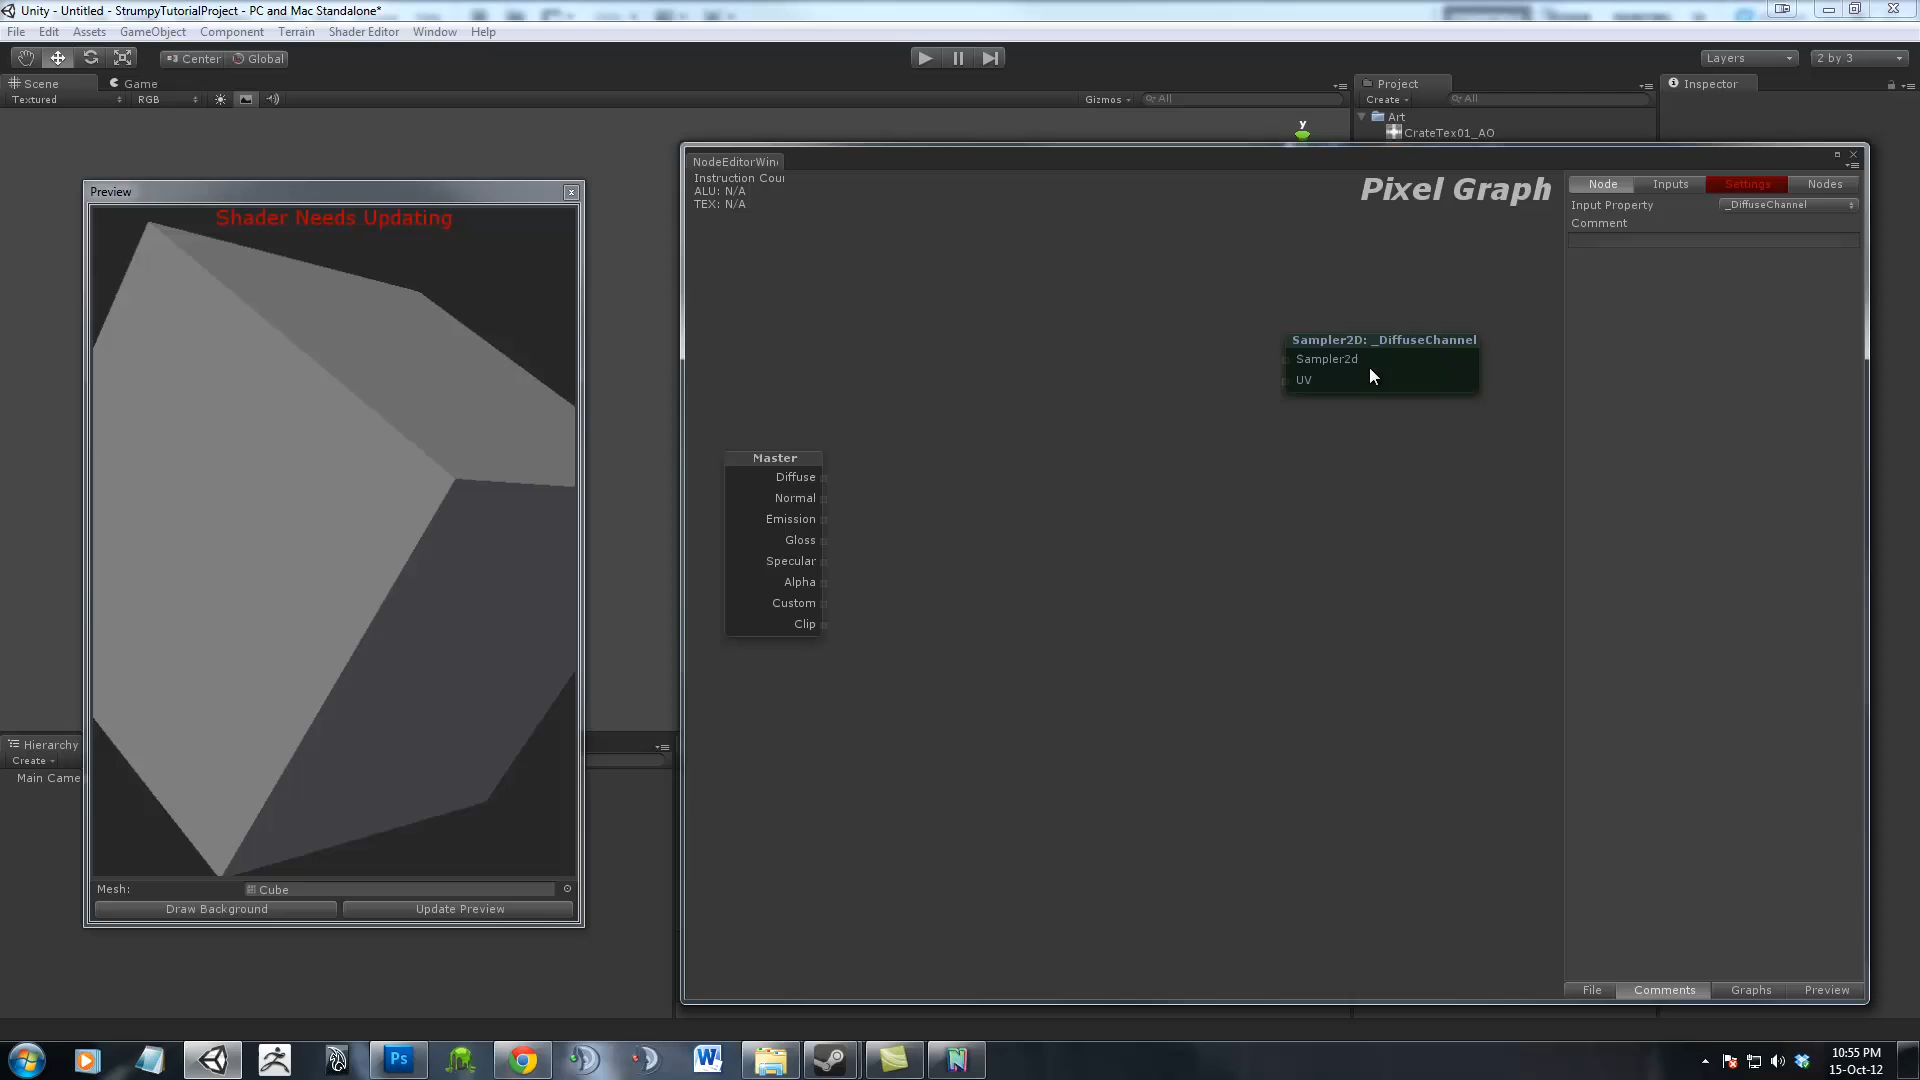 Unity - Untitled - StrumpyTutorialProject - PC and Mac Standalone*
File Edit Assets GameObject Component Terrain Shader Editor Window Help
Center Global Layers 2 by 3
Scene Game Project Inspector
Textured RGB Gizmos All Create All
Art
y CrateTex01_AO
NodeEditorWin
Instruction Cou
ALU: N/A
TEX: N/A
Pixel Graph
Node Inputs Settings Nodes
Input Property _DiffuseChannel
Comment
Preview
Shader Needs Updating
Sampler2D: _DiffuseChannel
Sampler2d
UV
Master
Diffuse
Normal
Emission
Gloss
Specular
Alpha
Custom
Clip
Hierarchy
Create
Main Came
Mesh: Cube
Draw Background Update Preview
File Comments Graphs Preview
Ps W N
10:55 PM
15-Oct-12